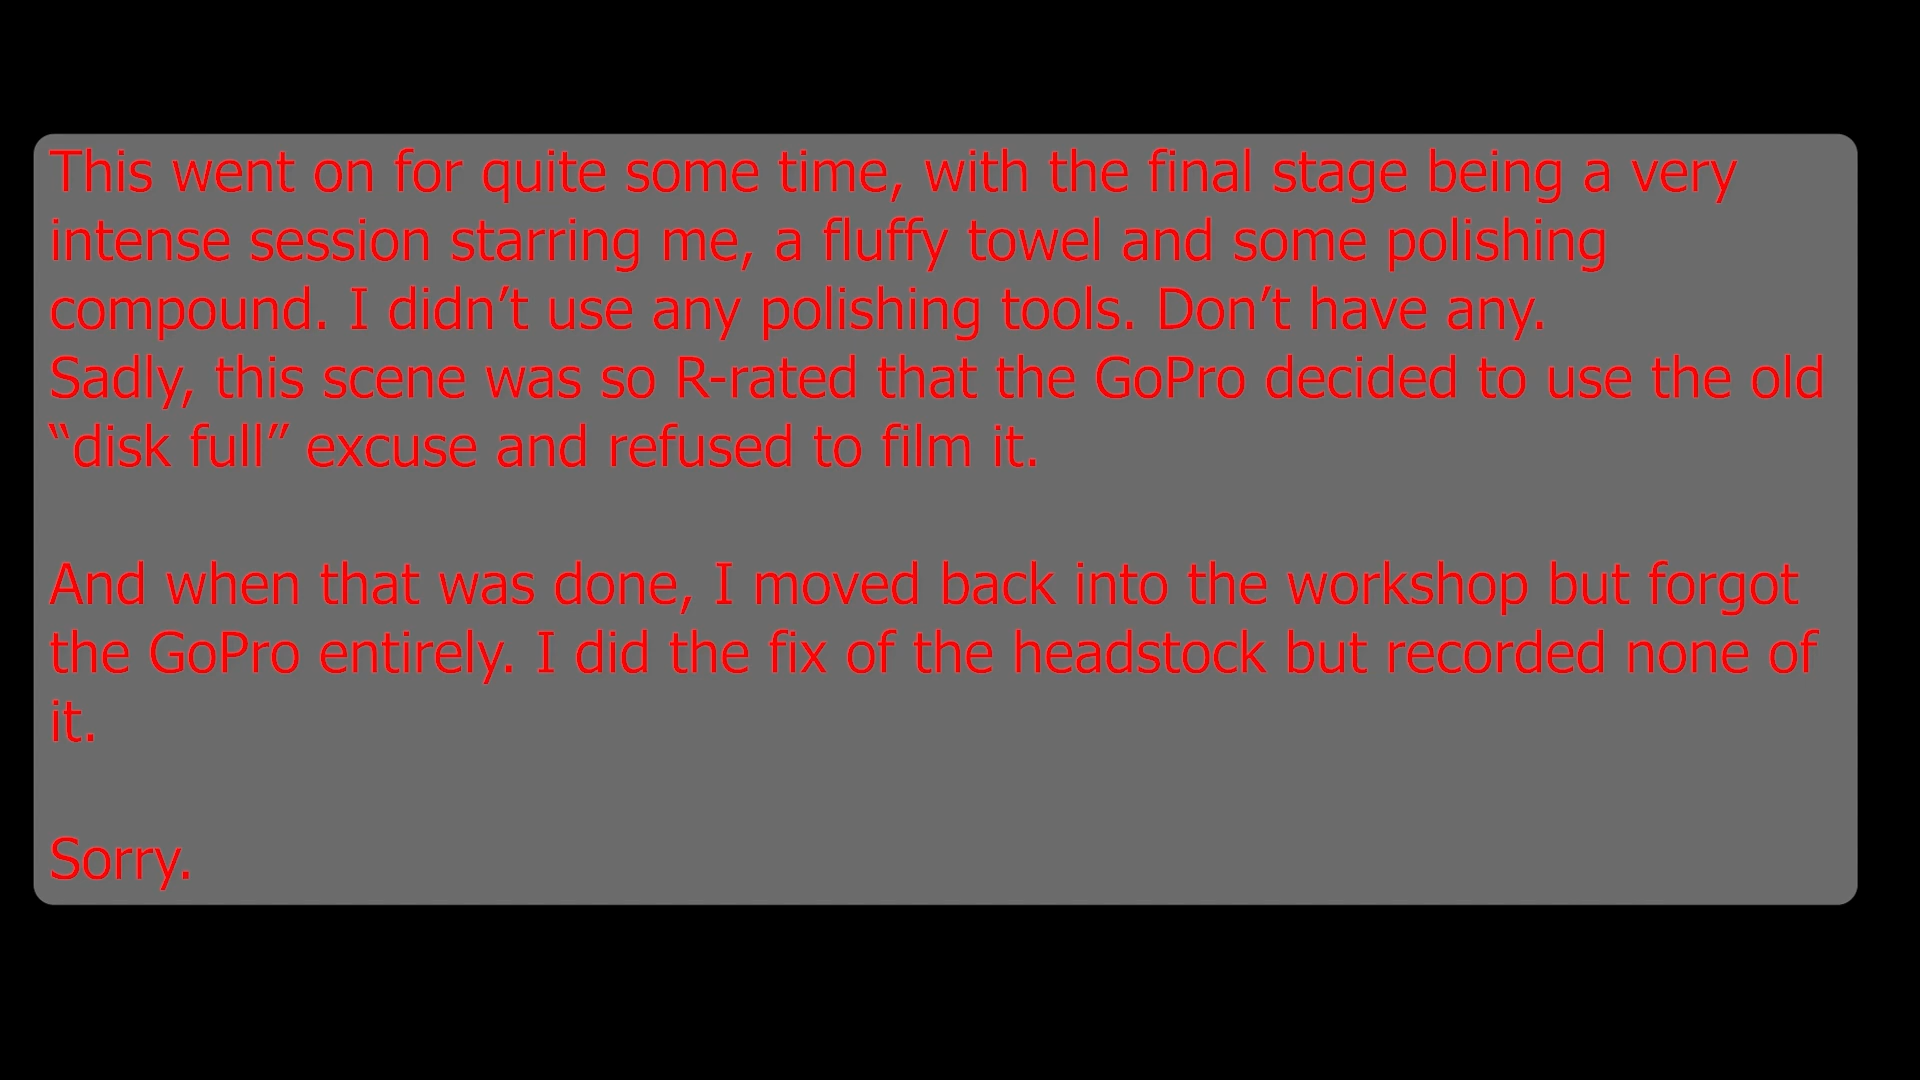 This went on for quite some time, with the final stage being a very
intense session starring me, a fluffy towel and some polishing
compound. I didn’t use any polishing tools. Don’t have any.
Sadly, this scene was so R-rated that the GoPro decided to use the old
“disk full” excuse and refused to film it.
And when that was done, I moved back into the workshop but forgot
the GoPro entirely. I did the fix of the headstock but recorded none of
it.
Sorry.